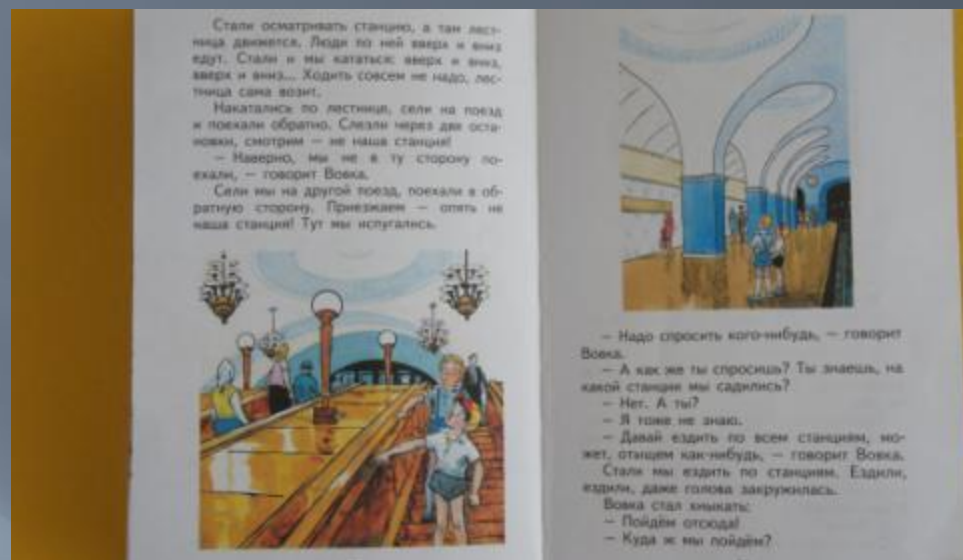 Стали осматривать станцию, а там лест-
ница движется. Люди по ней вверх и вниз
едут. Стали и мы кататься: вверх и вниз,
вверх и вниз... Ходить совсем не надо, лес-
тница сама возит.
Накатались по лестнице, сели на поезд
и поехали обратно. Слезли через две оста-
новки, смотрим — не наша станция!
— Наверно, мы не в ту сторону по-
ехали, — говорит Вовка.
Сели мы на другой поезд, поехали в об-
ратную сторону. Приезжаем — опять не
наша станция! Тут мы испугались.
— Надо спросить кого-нибудь, — говорит
Вовка.
— А как же ты спросишь? Ты знаешь, на
какой станции мы садились?
— Нет. А ты?
— Я тоже не знаю.
— Давай ездить по всем станциям, мо-
жет, отыщем как-нибудь, — говорит Вовка.
Стали мы ездить по станциям. Ездили,
ездили, даже голова закружилась.
Вовка стал хныкать:
— Пойдём отсюда!
— Куда ж мы пойдём?